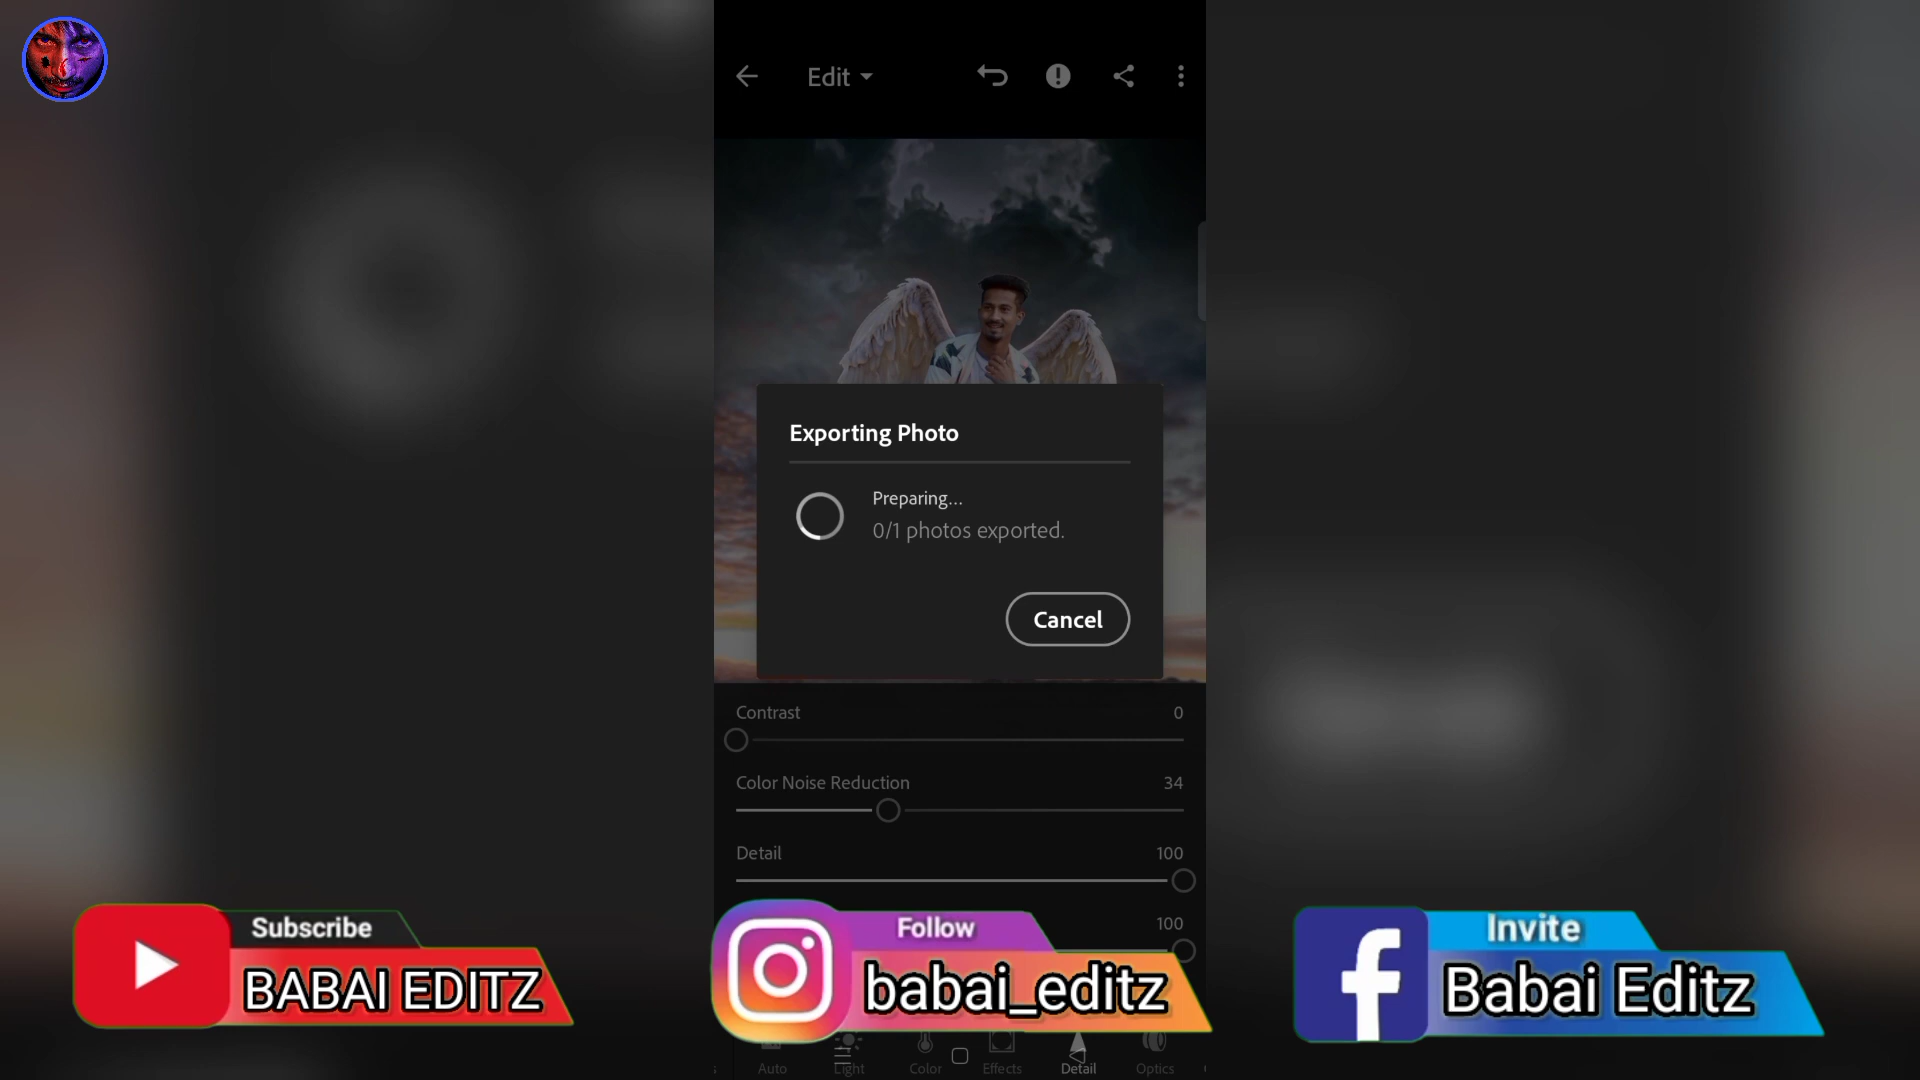 Edit
Exporting Photo
Preparing...
0/1 photos exported.
Cancel
Contrast 0
Color Noise Reduction 34
Detail 100
100
Subscribe
BABAI EDITZ
Follow
babai_editz
Invite
Babai Editz
Auto Light Color Effects Detail Optics